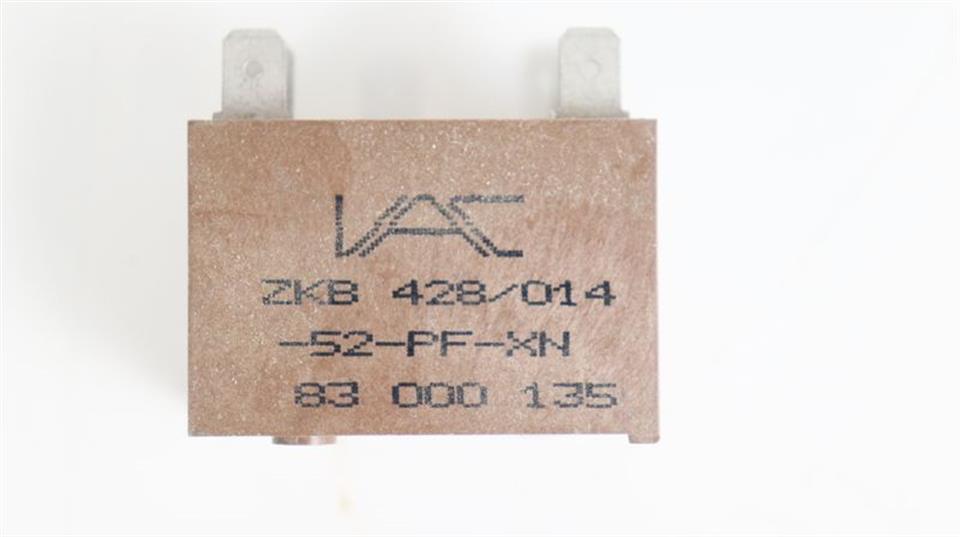 VAC
ZKB 428/014
-52-PF-XN
83 000 135